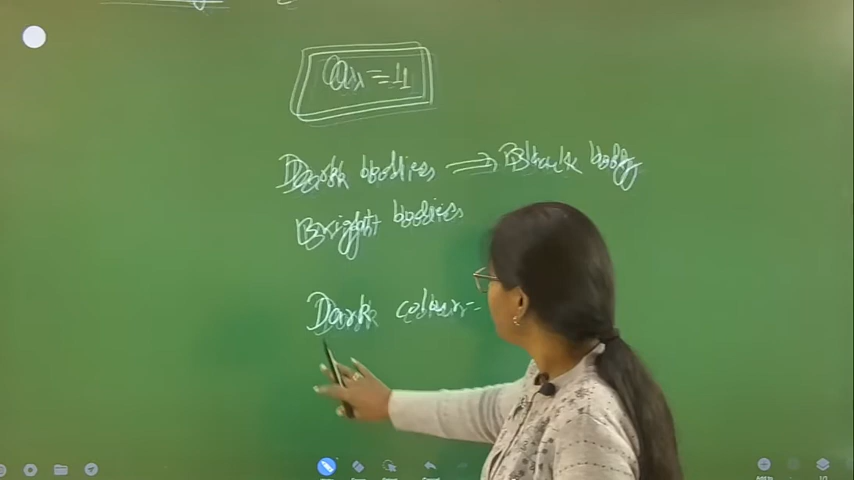 aλ = 1
Dark bodies ⇒ Black body
Bright bodies
Dark colour -